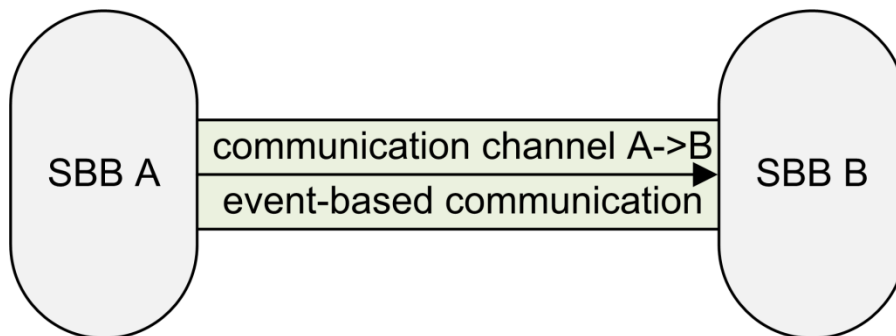 SBB A
communication channel A->B
event-based communication
SBB B